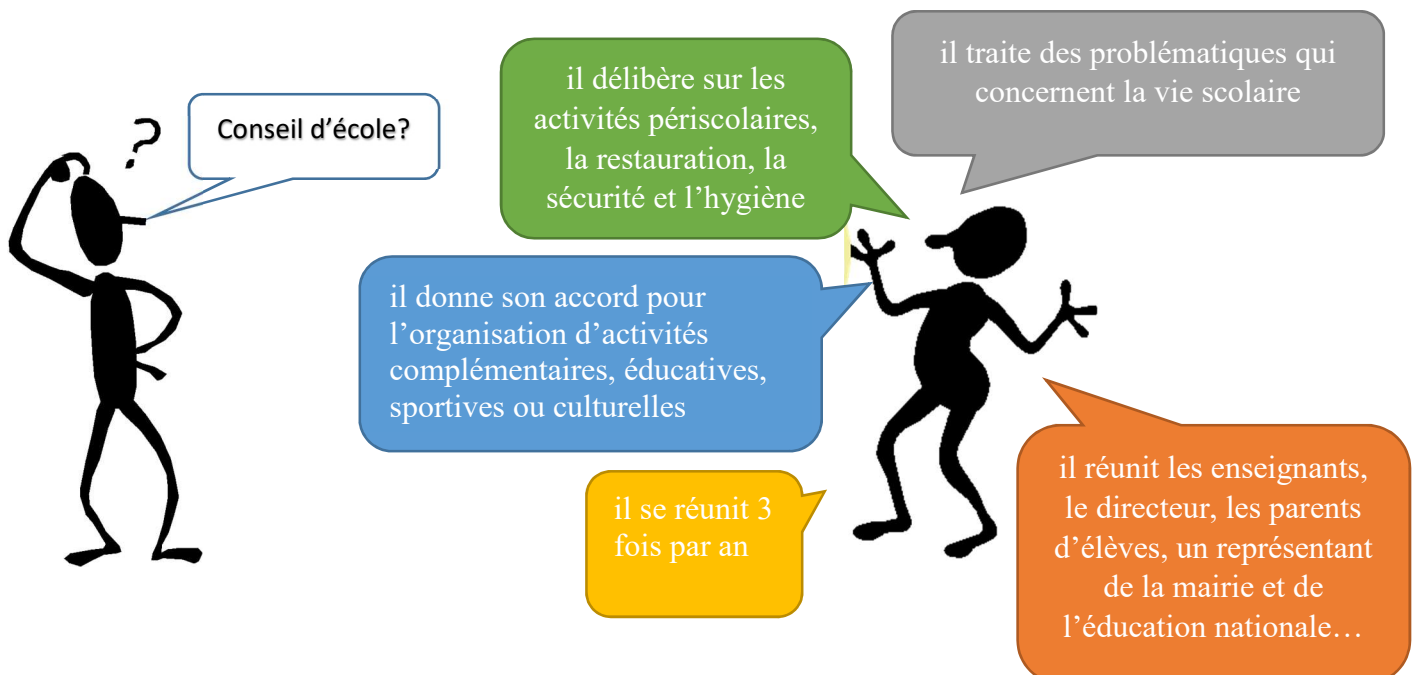 Conseil d'école?
il délibère sur les
activités périscolaires,
la restauration, la
sécurité et l'hygiène
il traite des problématiques qui
concernent la vie scolaire
il donne son accord pour
l'organisation d'activités
complémentaires, éducatives,
sportives ou culturelles
il se réunit 3
fois par an
il réunit les enseignants,
le directeur, les parents
d'élèves, un représentant
de la mairie et de
l'éducation nationale…